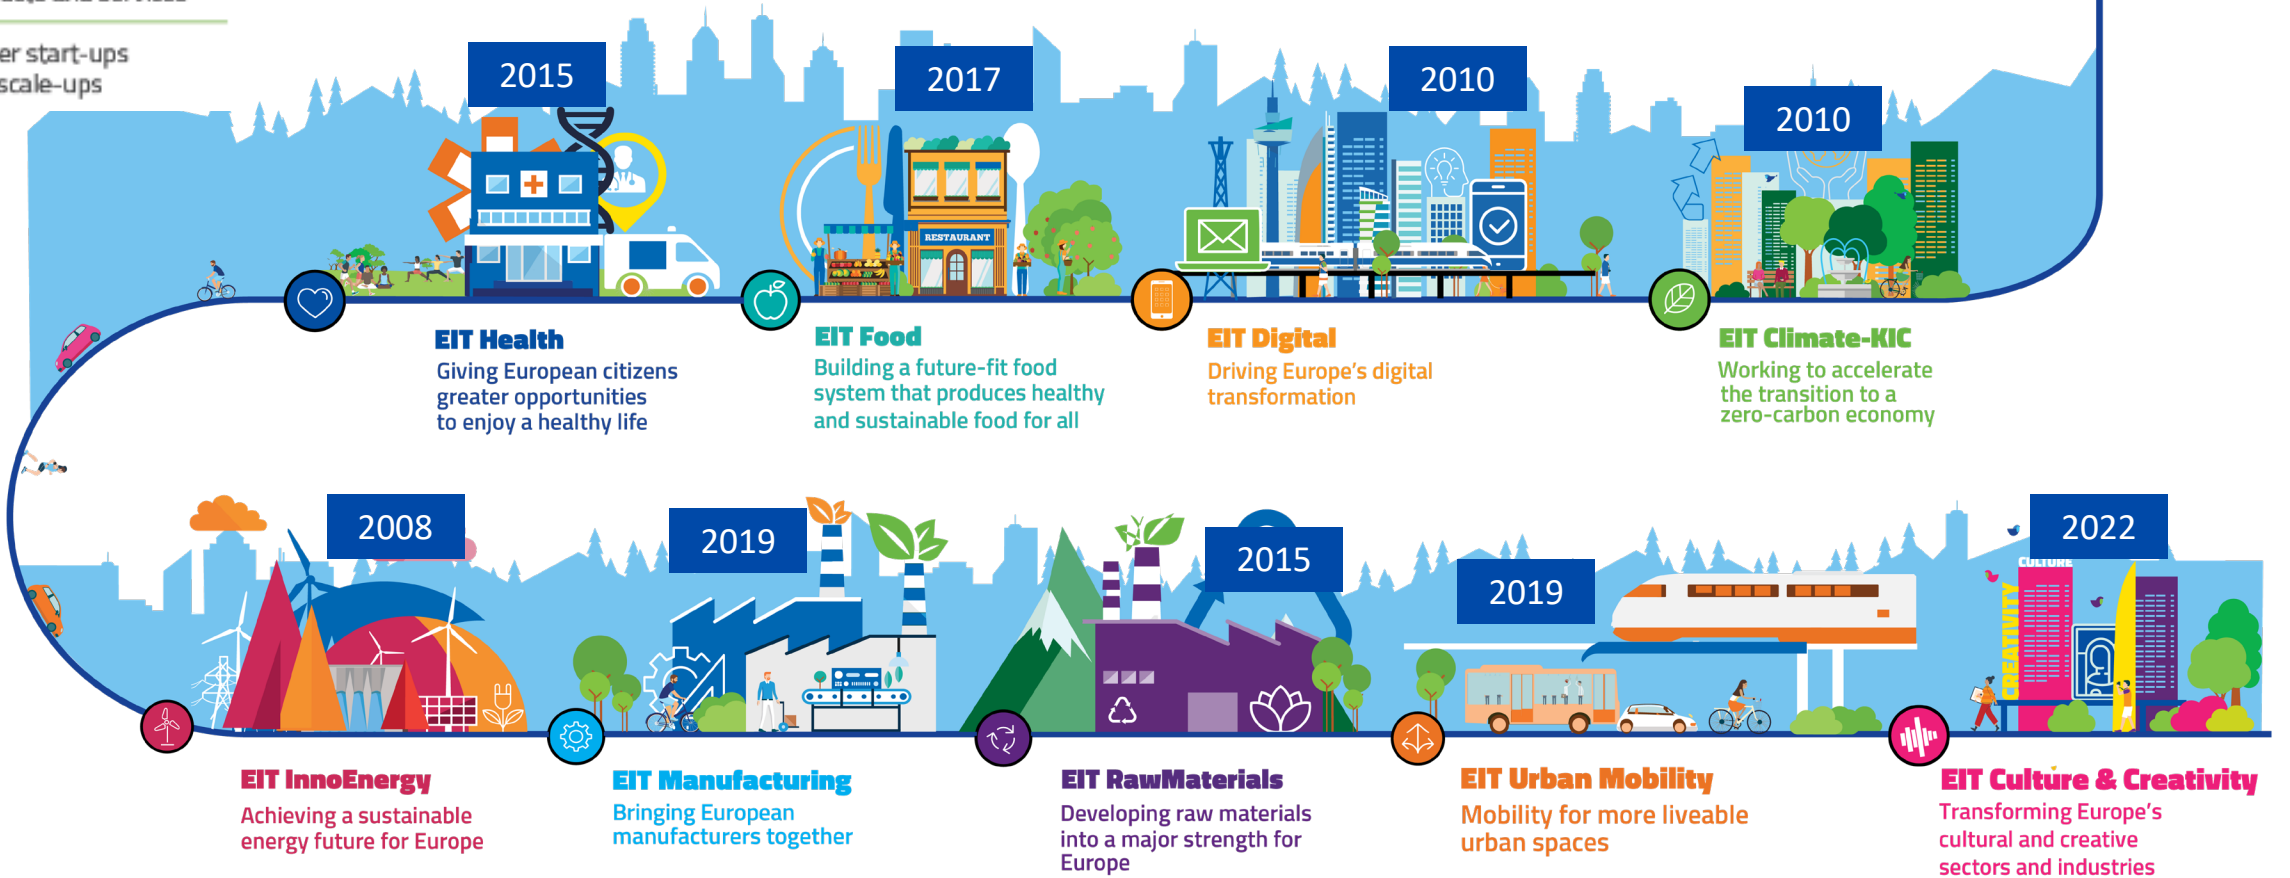 er start-ups
scale-ups
2015
2017
2010
2010
RESTAURANT
EIT Health
Giving European citizens
greater opportunities
to enjoy a healthy life
EIT Food
Building a future-fit food
system that produces healthy
and sustainable food for all
EIT Digital
Driving Europe's digital
transformation
EIT Climate-KIC
Working to accelerate
the transition to a
zero-carbon economy
2008
2019
2015
2019
2022
CULTURE
CREATIVITY
EIT InnoEnergy
Achieving a sustainable
energy future for Europe
EIT Manufacturing
Bringing European
manufacturers together
EIT RawMaterials
Developing raw materials
into a major strength for
Europe
EIT Urban Mobility
Mobility for more liveable
urban spaces
EIT Culture & Creativity
Transforming Europe's
cultural and creative
sectors and industries